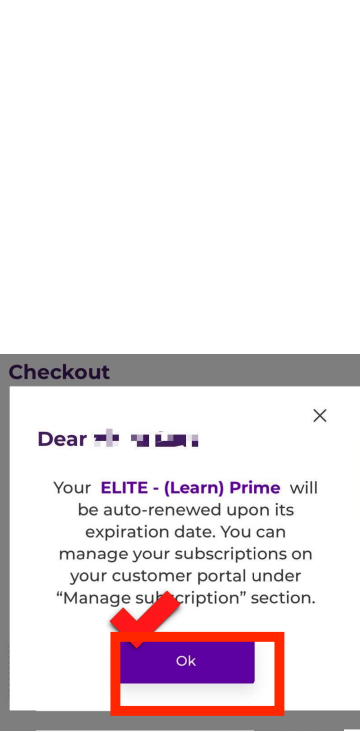 Checkout
Dear
Your ELITE - (Learn) Prime will
be auto-renewed upon its
expiration date. You can
manage your subscriptions on
your customer portal under
“Manage subscription” section.
Ok